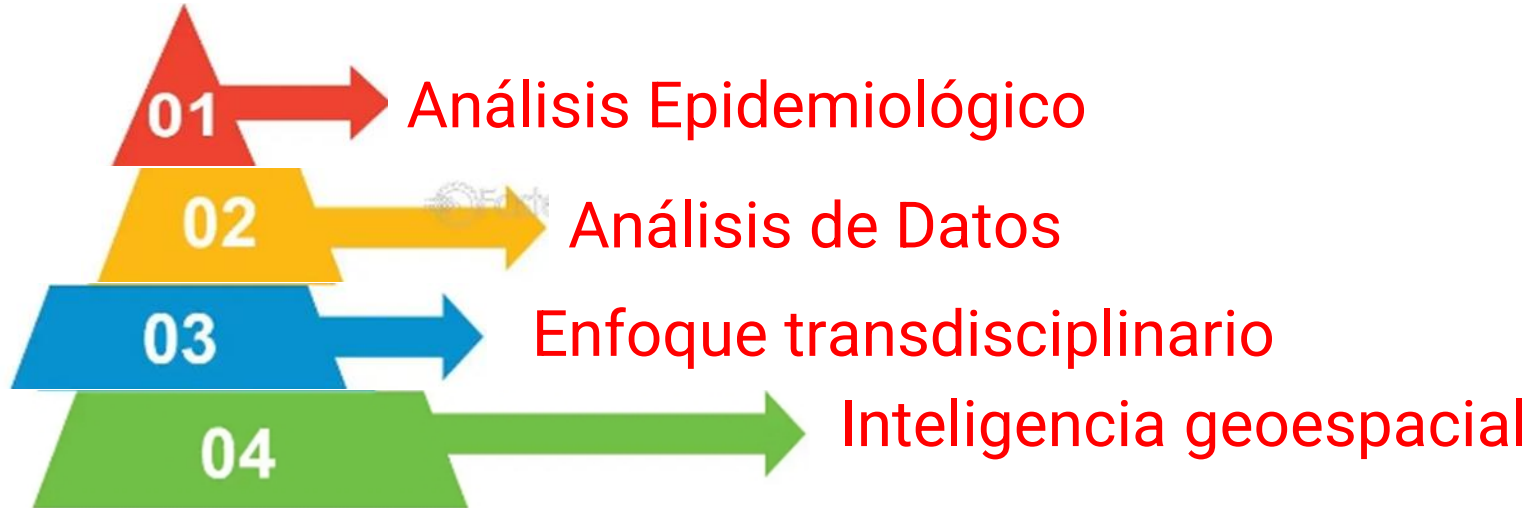 01
Análisis Epidemiológico
02
Análisis de Datos
03
Enfoque transdisciplinario
04
Inteligencia geoespacial